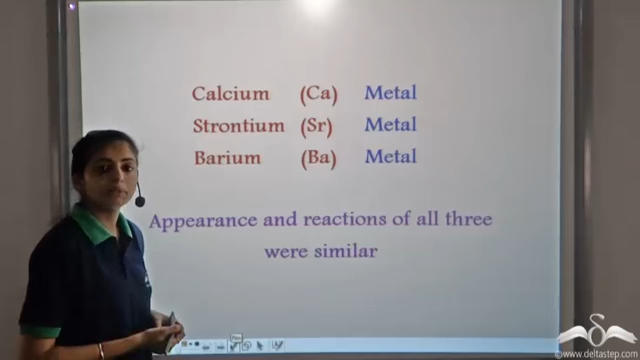 Calcium (Ca) Metal
Strontium (Sr) Metal
Barium (Ba) Metal
Appearance and reactions of all three
were similar
©www.deltastep.com